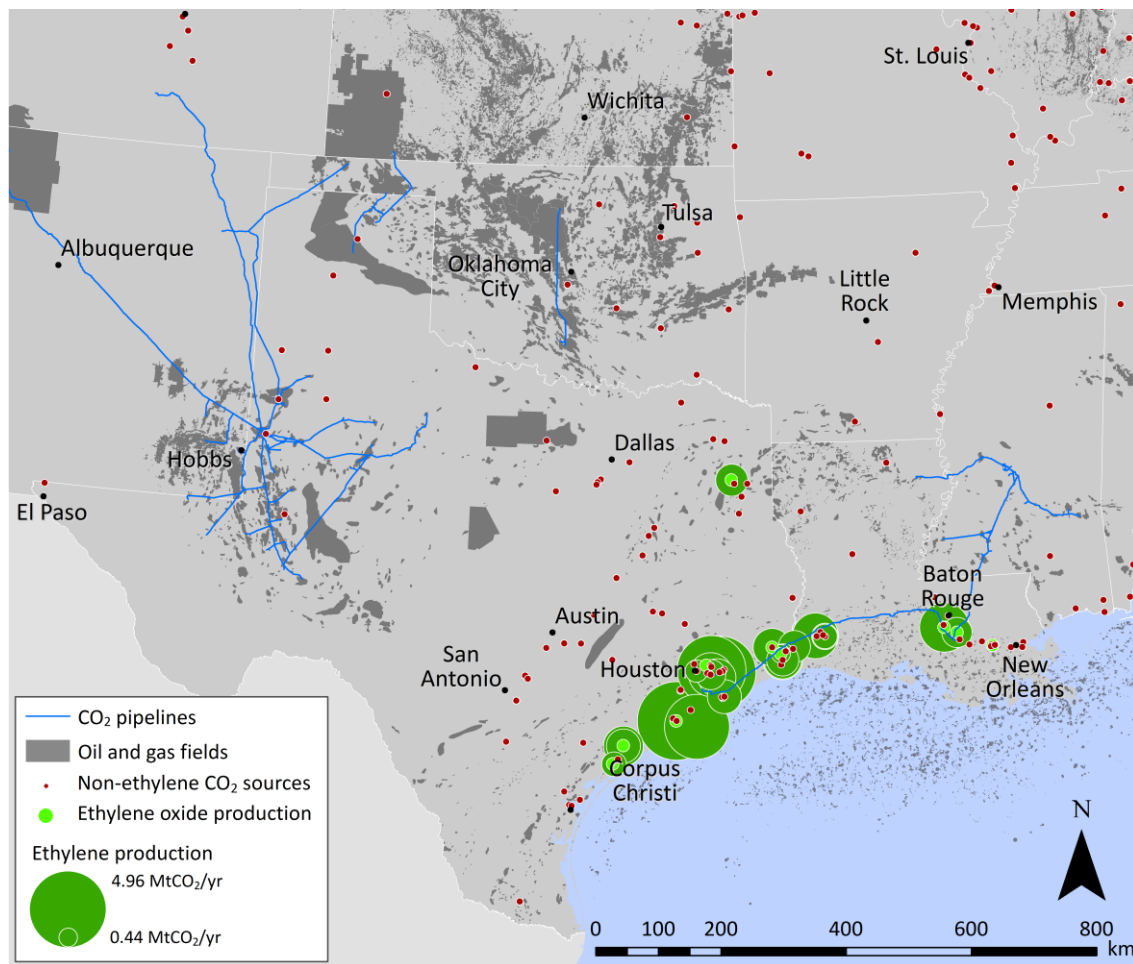 St. Louis
Wichita
Tulsa
Albuquerque
Oklahoma
City
Little
Rock
Memphis
Dallas
Hobbs
El Paso
Baton
Rouge
Austin
San
Antonio
Houston
New
Orleans
Corpus
Christi
CO₂ pipelines
Oil and gas fields
Non-ethylene CO₂ sources
Ethylene oxide production
Ethylene production
4.96 MtCO₂/yr
0.44 MtCO₂/yr
N
0 100 200 400 600 800
km